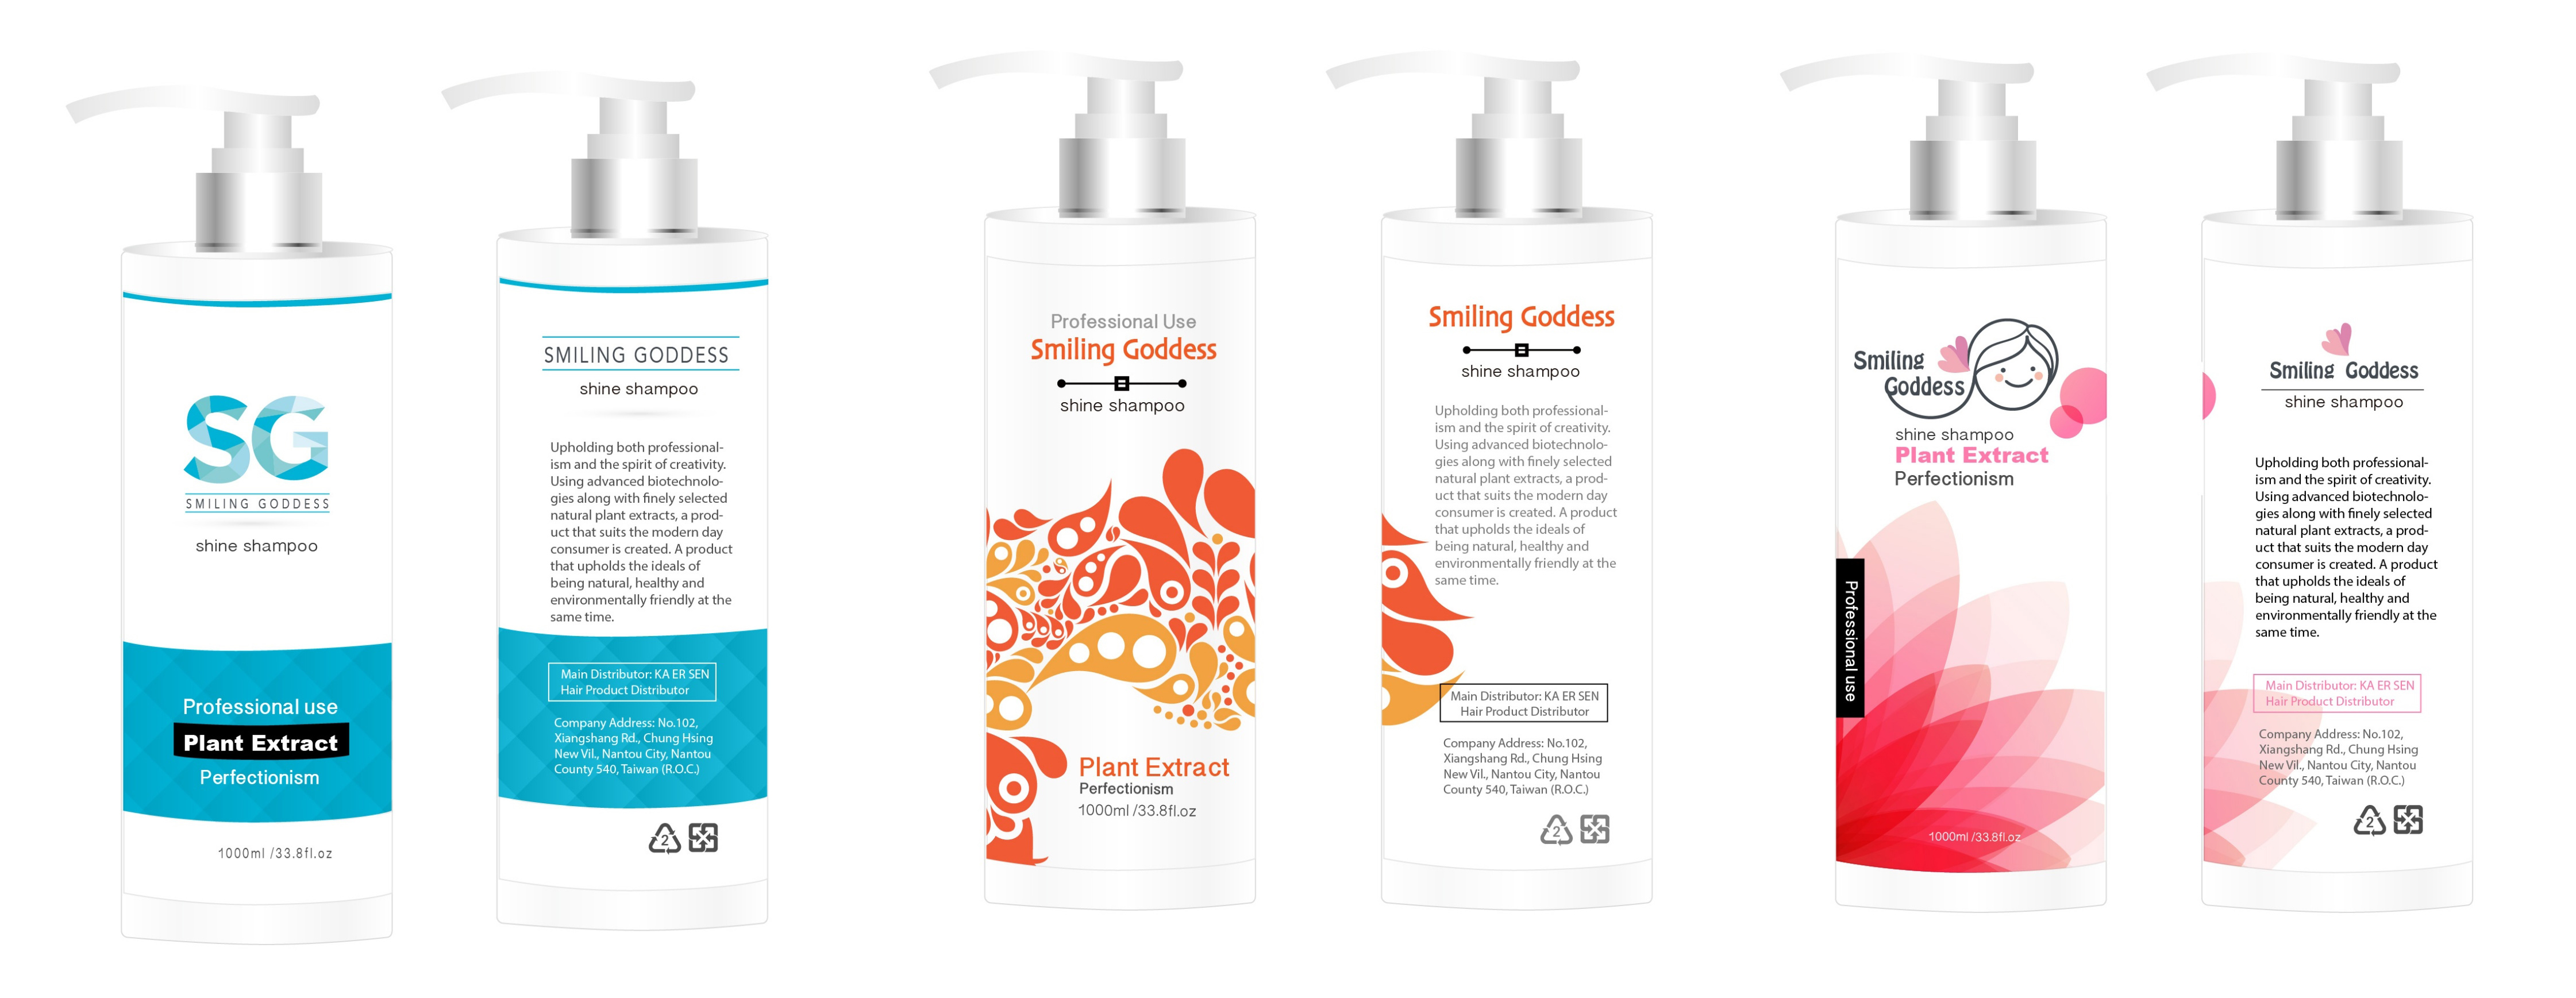 SG
SMILING GODDESS
shine shampoo
Professional use
Plant Extract
Perfectionism
1000ml /33.8fl.oz
SMILING GODDESS
shine shampoo
Upholding both professional-
ism and the spirit of creativity.
Using advanced biotechnolo-
gies along with finely selected
natural plant extracts, a prod-
uct that suits the modern day
consumer is created. A product
that upholds the ideals of
being natural, healthy and
environmentally friendly at the
same time.
Main Distributor: KA ER SEN
Hair Product Distributor
Company Address: No.102,
Xiangshang Rd., Chung Hsing
New Vil., Nantou City, Nantou
County 540, Taiwan (R.O.C.)
2
Professional Use
Smiling Goddess
shine shampoo
Plant Extract
Perfectionism
1000ml /33.8fl.oz
Smiling Goddess
shine shampoo
Upholding both professional-
ism and the spirit of creativity.
Using advanced biotechnolo-
gies along with finely selected
natural plant extracts, a prod-
uct that suits the modern day
consumer is created. A product
that upholds the ideals of
being natural, healthy and
environmentally friendly at the
same time.
Main Distributor: KA ER SEN
Hair Product Distributor
Company Address: No.102,
Xiangshang Rd., Chung Hsing
New Vil., Nantou City, Nantou
County 540, Taiwan (R.O.C.)
2
Smiling
Goddess
shine shampoo
Plant Extract
Perfectionism
Professional use
1000ml /33.8fl.oz
Smiling Goddess
shine shampoo
Upholding both professional-
ism and the spirit of creativity.
Using advanced biotechnolo-
gies along with finely selected
natural plant extracts, a prod-
uct that suits the modern day
consumer is created. A product
that upholds the ideals of
being natural, healthy and
environmentally friendly at the
same time.
Main Distributor: KA ER SEN
Hair Product Distributor
Company Address: No.102,
Xiangshang Rd., Chung Hsing
New Vil., Nantou City, Nantou
County 540, Taiwan (R.O.C.)
2